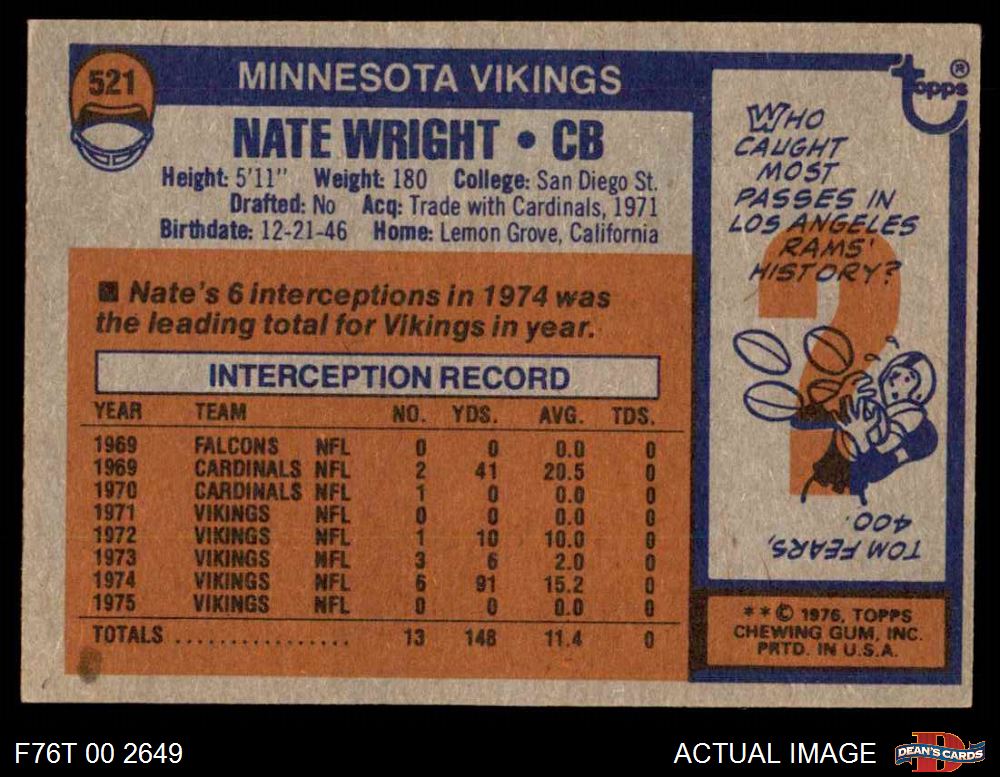 521
MINNESOTA VIKINGS
NATE WRIGHT • CB
Height: 5'11" Weight: 180 College: San Diego St.
Drafted: No Acq: Trade with Cardinals, 1971
Birthdate: 12-21-46 Home: Lemon Grove, California
Nate's 6 interceptions in 1974 was
the leading total for Vikings in year.
INTERCEPTION RECORD
YEAR TEAM NO. YDS. AVG. TDS.
1969 FALCONS NFL 0 0 0.0 0
1969 CARDINALS NFL 2 41 20.5 0
1970 CARDINALS NFL 1 0 0.0 0
1971 VIKINGS NFL 0 0 0.0 0
1972 VIKINGS NFL 1 10 10.0 0
1973 VIKINGS NFL 3 6 2.0 0
1974 VIKINGS NFL 6 91 15.2 0
1975 VIKINGS NFL 0 0 0.0 0
TOTALS ................ 13 148 11.4 0
topps ®
WHO
CAUGHT
MOST
PASSES IN
LOS ANGELES
RAMS'
HISTORY?
?
TOM FEARS,
400.
* * © 1976, TOPPS
CHEWING GUM, INC.
PRTD. IN U.S.A.
F76T 00 2649
ACTUAL IMAGE
D
DEAN'S CARDS